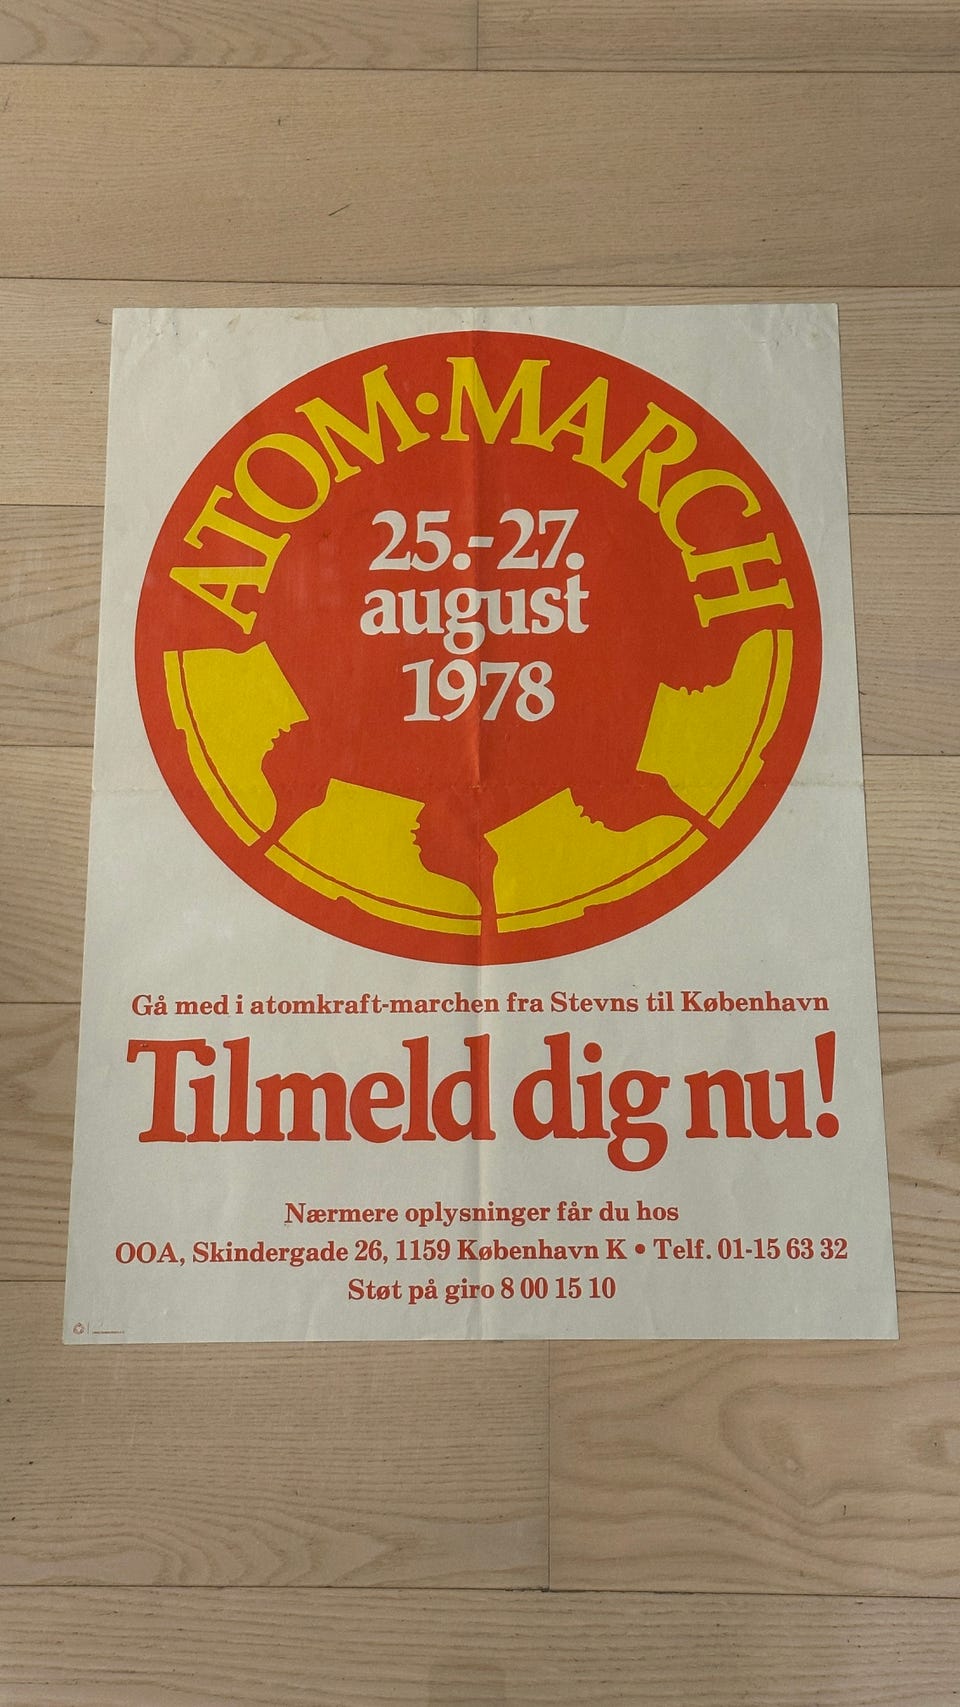 ATOM·MARCH
25.-27.
august
1978
Gå med i atomkraft-marchen fra Stevns til København
Tilmeld dig nu!
Nærmere oplysninger får du hos
OOA, Skindergade 26, 1159 København K • Telf. 01-15 63 32
Støt på giro 8 00 15 10